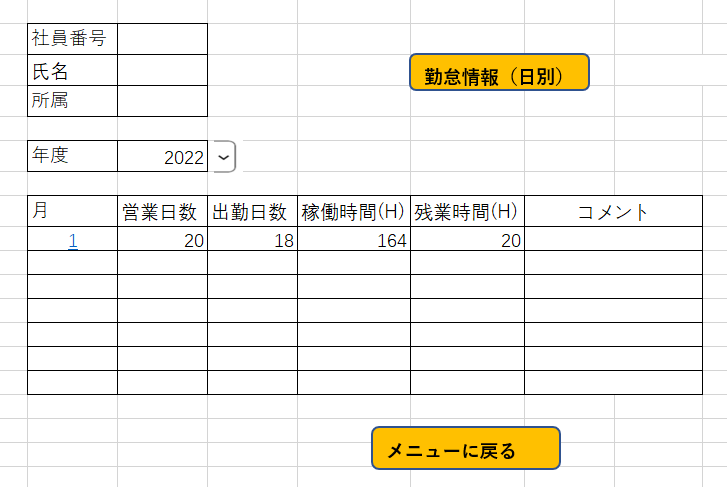 社員番号
氏名
勤怠情報（日別）
所属
年度 2022
月 営業日数 出勤日数 稼働時間(H) 残業時間(H) コメント
1 20 18 164 20
メニューに戻る